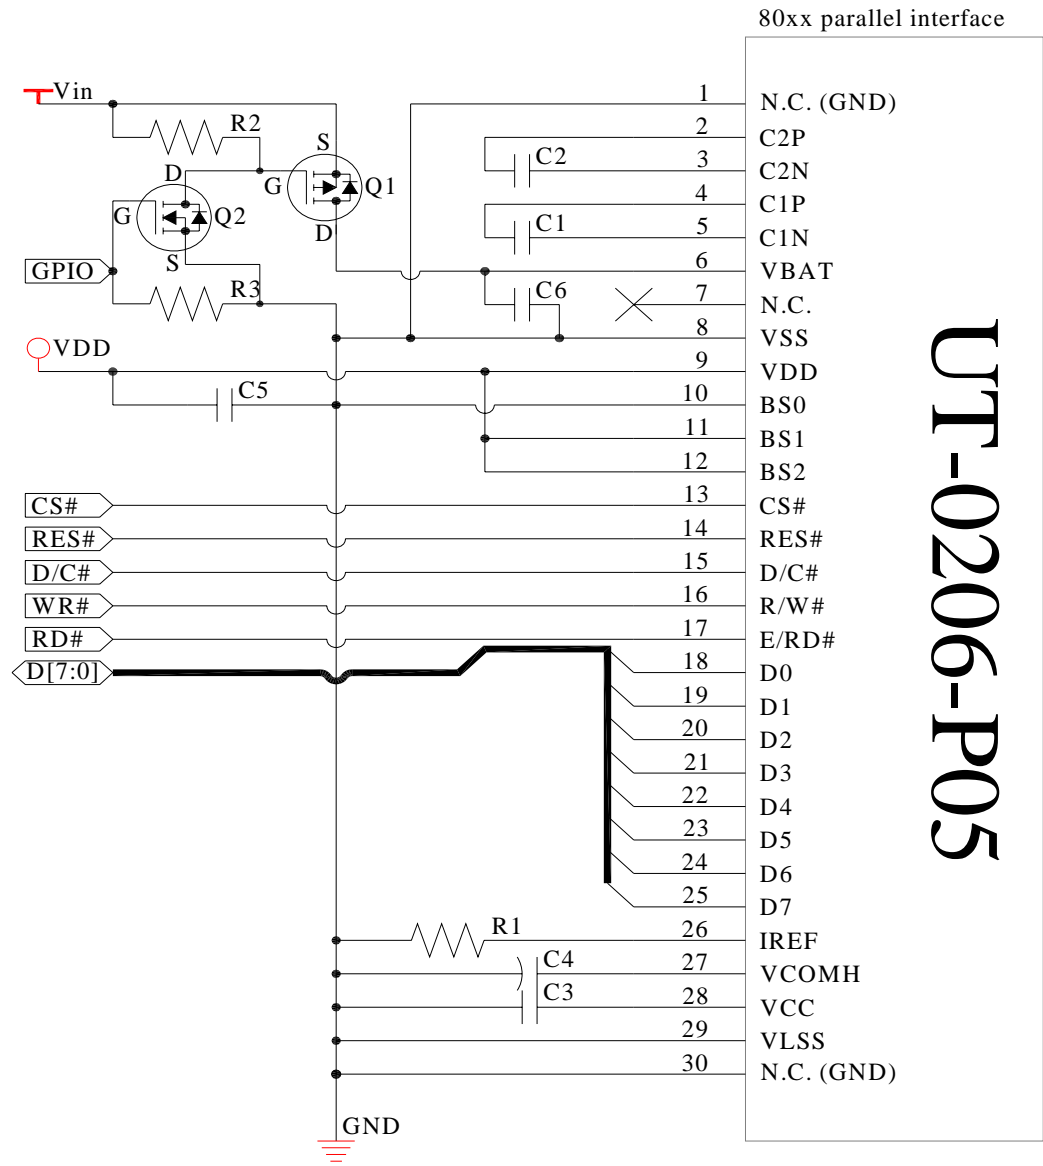 80xx parallel interface
Vin
R2
S
D
G
Q1
G
Q2
D
S
GPIO
R3
VDD
C5
C2
C1
C6
CS#
RES#
D/C#
WR#
RD#
D[7:0]
R1
C4
C3
GND
1 N.C. (GND)
2 C2P
3 C2N
4 C1P
5 C1N
6 VBAT
7 N.C.
8 VSS
9 VDD
10 BS0
11 BS1
12 BS2
13 CS#
14 RES#
15 D/C#
16 R/W#
17 E/RD#
18 D0
19 D1
20 D2
21 D3
22 D4
23 D5
24 D6
25 D7
26 IREF
27 VCOMH
28 VCC
29 VLSS
30 N.C. (GND)
UT-0206-P05